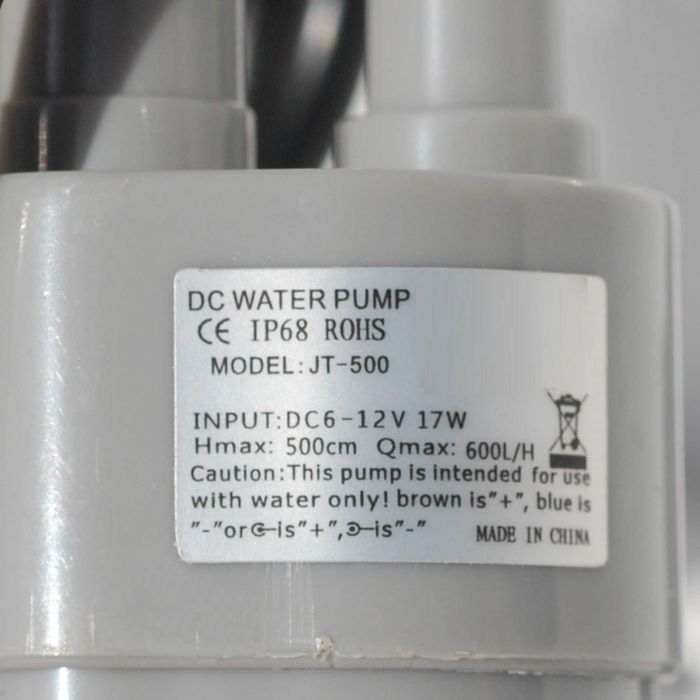 DC WATER PUMP
CE IP68 ROHS
MODEL: JT-500
INPUT:DC6-12V 17W
Hmax: 500cm Qmax: 600L/H
Caution:This pump is intended for use
with water only! brown is"+", blue is
"-"or is"+", is"-"
MADE IN CHINA